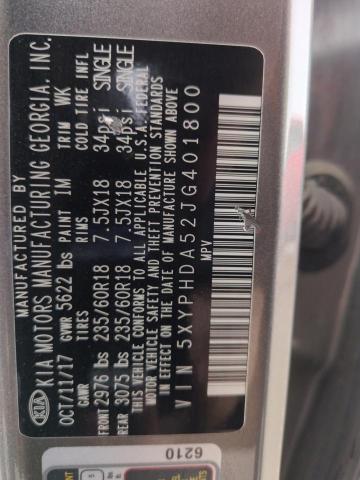 MANUFACTURED BY
KIA KIA MOTORS MANUFACTURING GEORGIA, INC.
OCT/11/17 GVWR 5622 lbs PAINT 1M TRIM WK
GAWR RIMS COLD TIRE INFL
FRONT 2976 lbs 235/60R18 7.5JX18 34psi SINGLE
REAR 3075 lbs 235/60R18 7.5JX18 34psi SINGLE
THIS VEHICLE CONFORMS TO ALL APPLICABLE U.S.A. FEDERAL
MOTOR VEHICLE SAFETY AND THEFT PREVENTION STANDARDS
IN EFFECT ON THE DATE OF MANUFACTURE SHOWN ABOVE
VIN 5XYPHDA52JG401800
MPV
6210